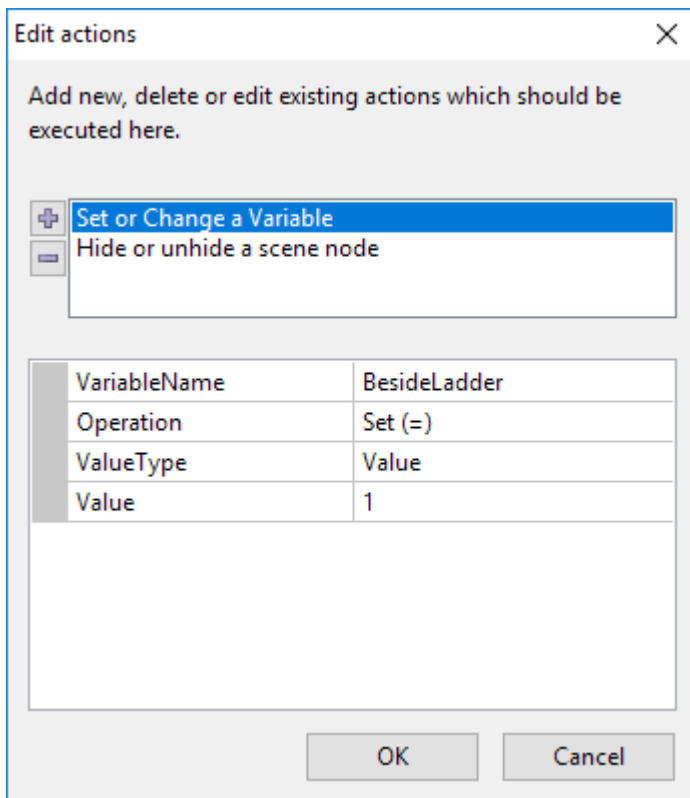 Edit actions
Add new, delete or edit existing actions which should be
executed here.
Set or Change a Variable
Hide or unhide a scene node
VariableName BesideLadder
Operation Set (=)
ValueType Value
Value 1
OK Cancel